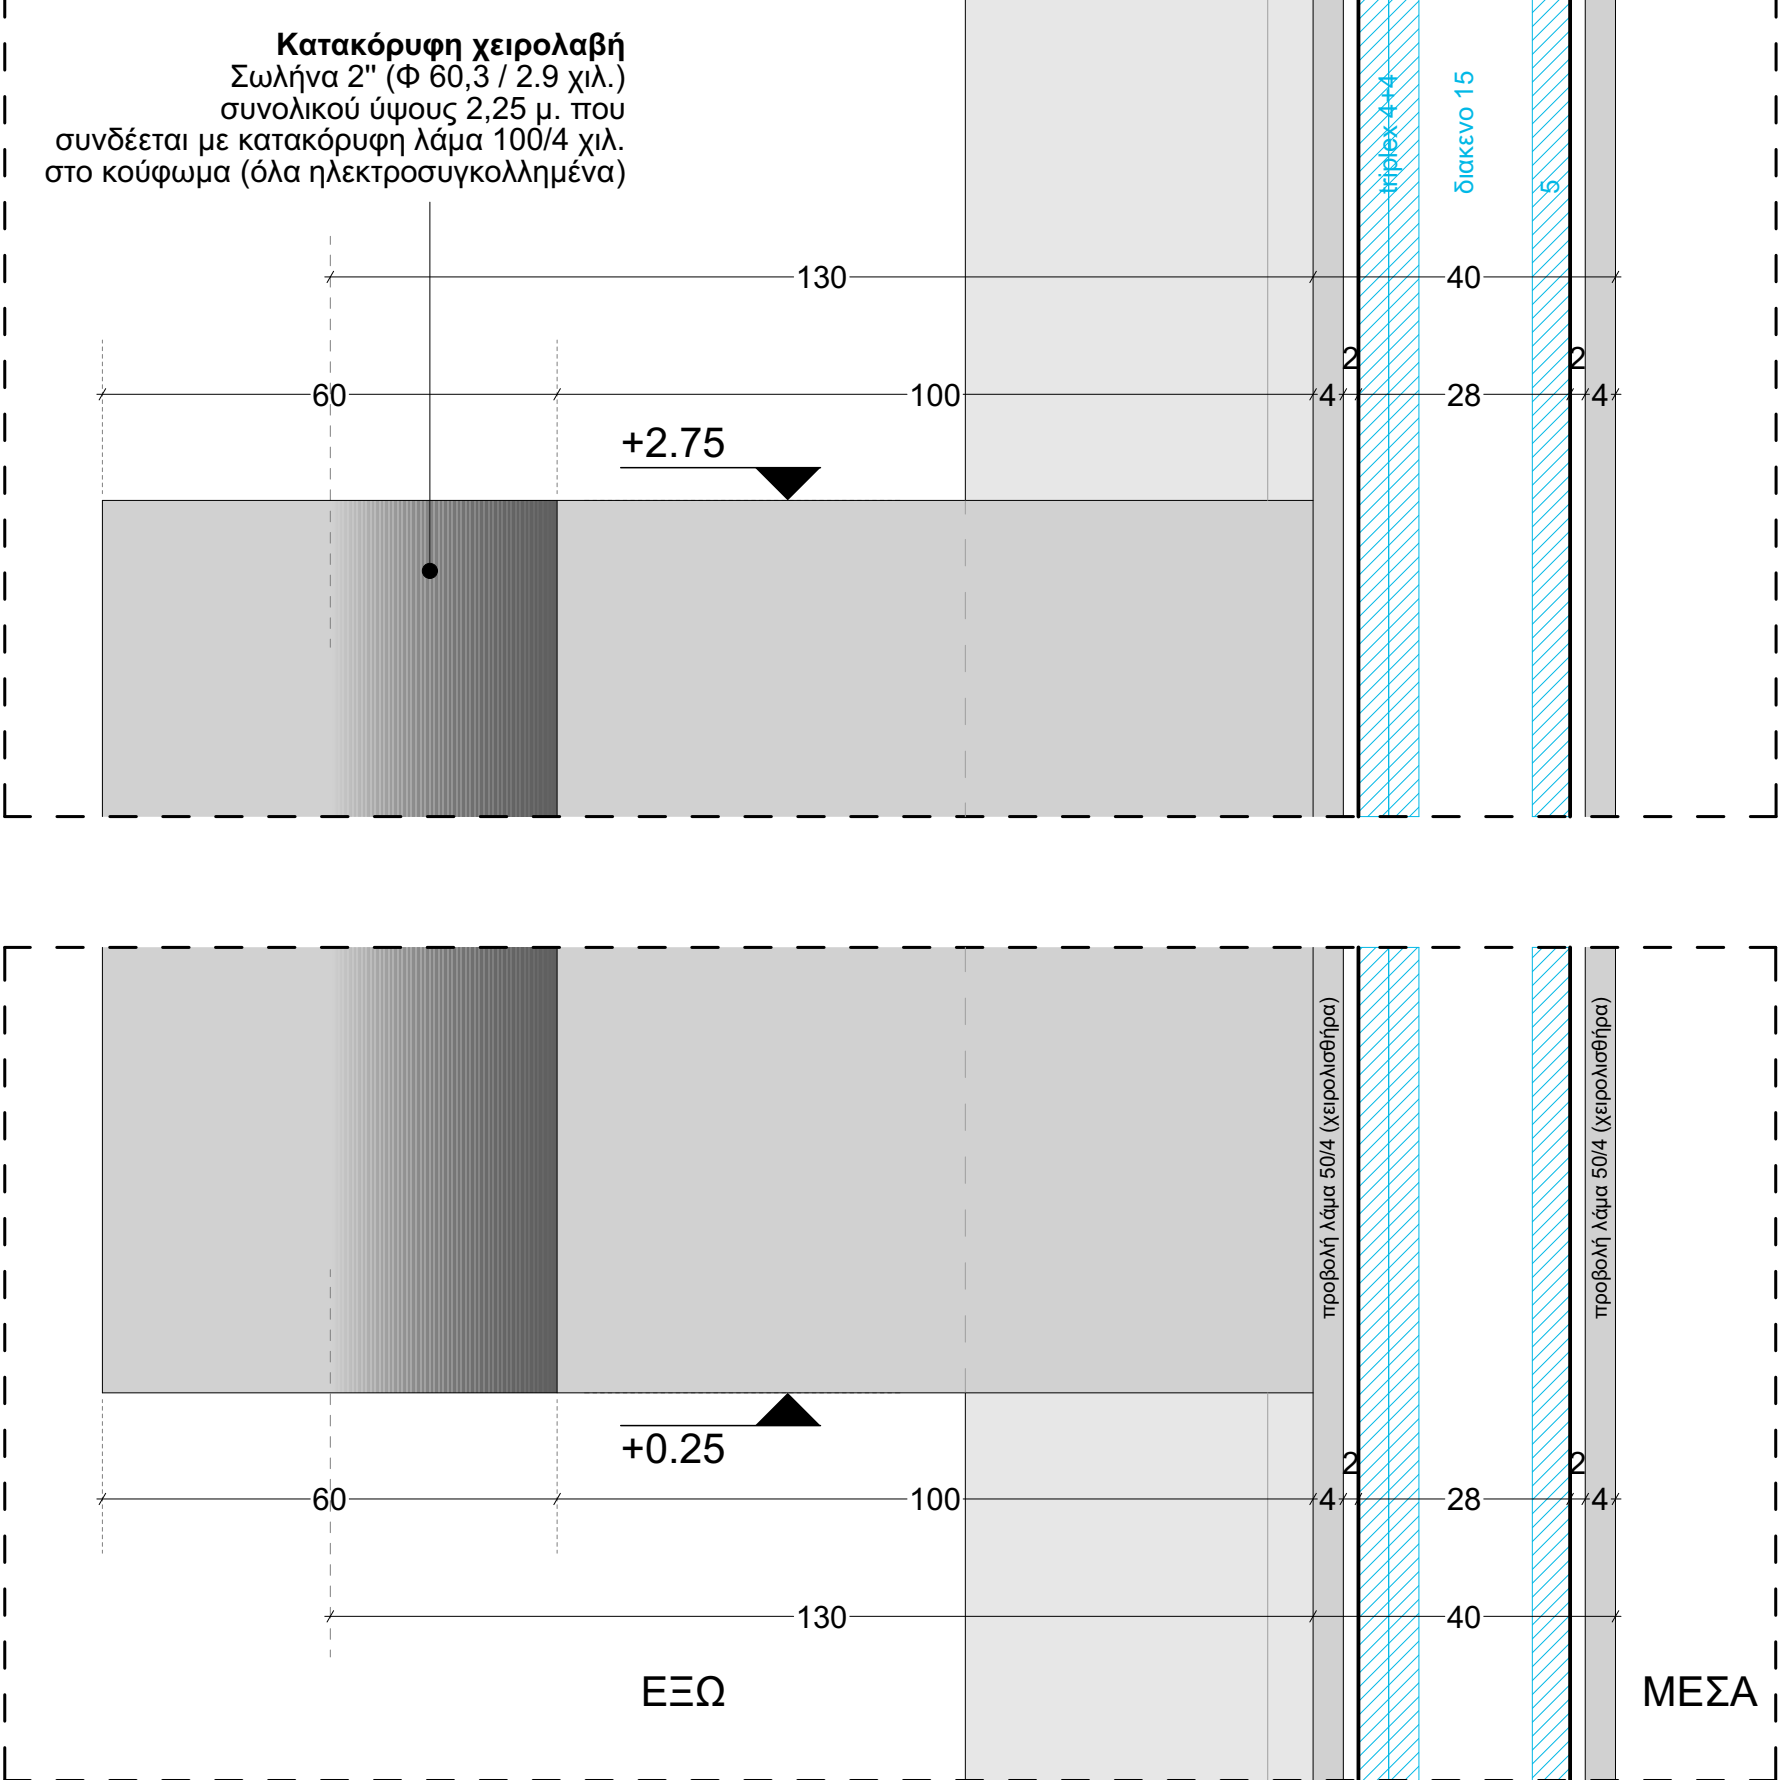 Κατακόρυφη χειρολαβή
Σωλήνα 2" (Φ 60,3 / 2.9 χιλ.)
συνολικού ύψους 2,25 μ. που
συνδέεται με κατακόρυφη λάμα 100/4 χιλ.
στο κούφωμα (όλα ηλεκτροσυγκολλημένα)
triplex 4+4
διακενο 15
5
130
40
2
2
60
100
4
28
4
+2.75
προβολή λάμα 50/4 (χειρολισθήρα)
προβολή λάμα 50/4 (χειρολισθήρα)
+0.25
2
2
60
100
4
28
4
130
40
ΕΞΩ
ΜΕΣΑ